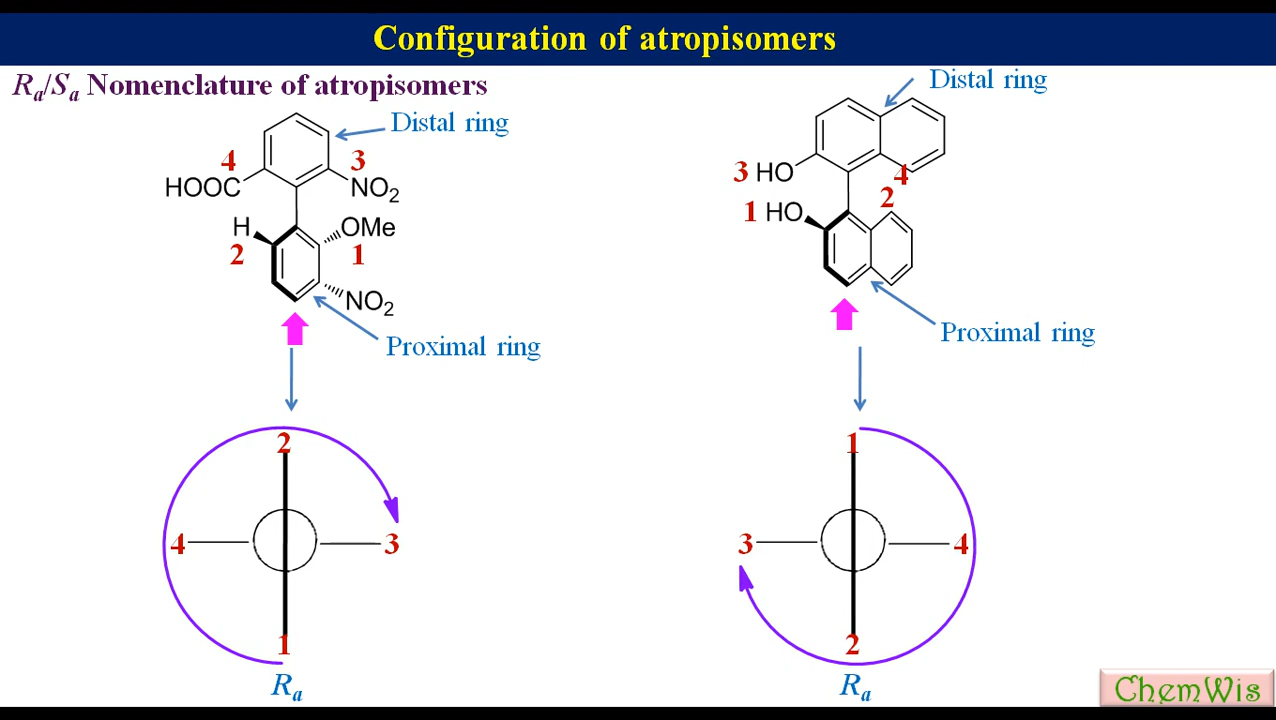 Configuration of atropisomers
Ra/Sa Nomenclature of atropisomers
Distal ring
4 3
HOOC NO2
H OMe
2 1
NO2
Proximal ring
2
4 3
1
Ra
Distal ring
3 HO 4
2
1 HO
Proximal ring
1
3 4
2
Ra
ChemWis